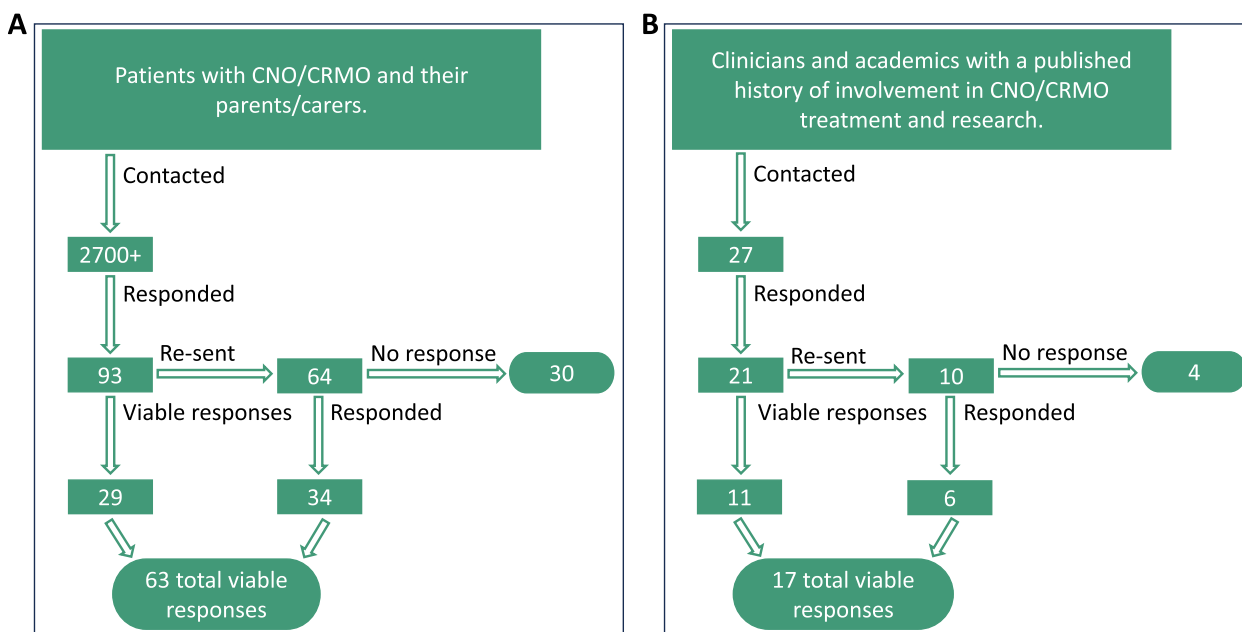 A
Patients with CNO/CRMO and their
parents/carers.
Contacted
2700+
Responded
93
Re-sent
64
No response
30
Viable responses
Responded
29
34
63 total viable
responses
B
Clinicians and academics with a published
history of involvement in CNO/CRMO
treatment and research.
Contacted
27
Responded
21
Re-sent
10
No response
4
Viable responses
Responded
11
6
17 total viable
responses